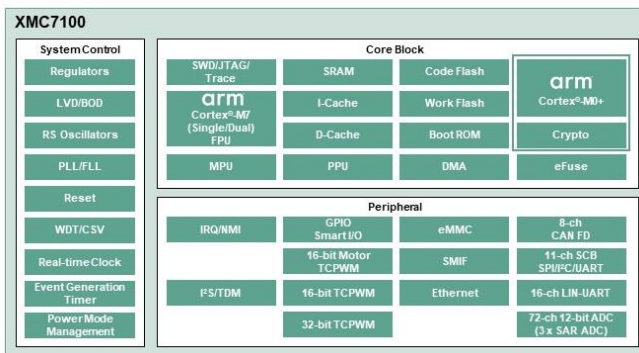 XMC7100
System Control
Regulators
LVD/BOD
RS Oscillators
PLL/FLL
Reset
WDT/CSV
Real-time Clock
Event Generation
Timer
Power Mode
Management
Core Block
SWD/JTAG/
Trace
SRAM
Code Flash
arm
Cortex®-M0+
arm
Cortex®-M7
(Single/Dual)
FPU
I-Cache
Work Flash
D-Cache
Boot ROM
Crypto
MPU
PPU
DMA
eFuse
Peripheral
IRQ/NMI
GPIO
Smart I/O
eMMC
8-ch
CAN FD
16-bit Motor
TCPWM
SMIF
11-ch SCB
SPI/I²C/UART
I²S/TDM
16-bit TCPWM
Ethernet
16-ch LIN-UART
32-bit TCPWM
72-ch 12-bit ADC
(3 x SAR ADC)